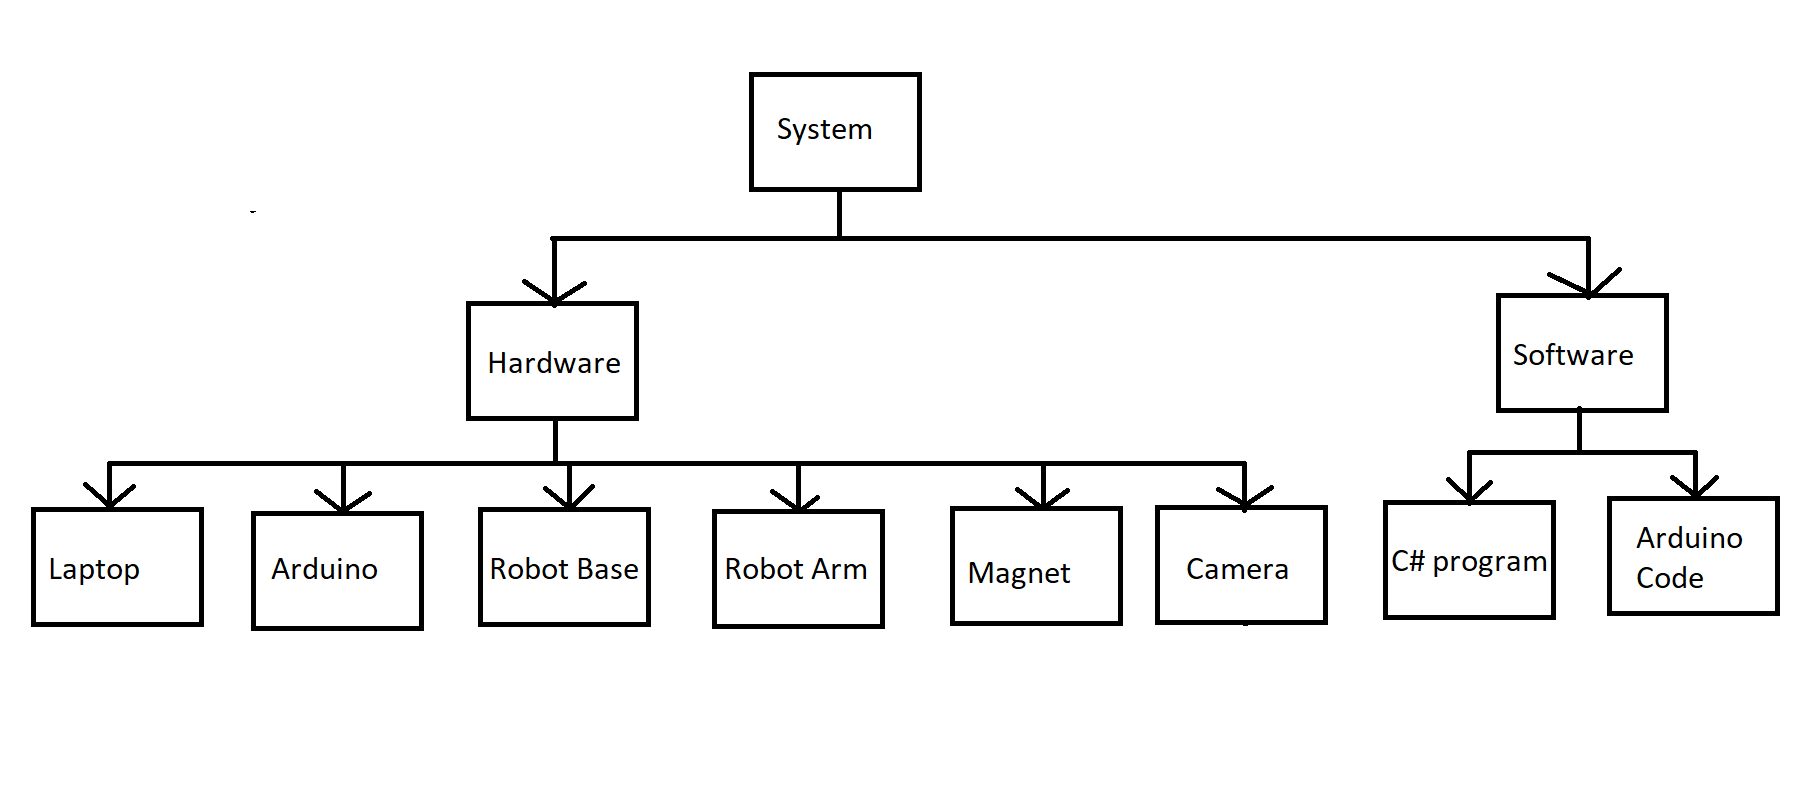 System
Hardware
Software
Laptop
Arduino
Robot Base
Robot Arm
Magnet
Camera
C# program
Arduino
Code